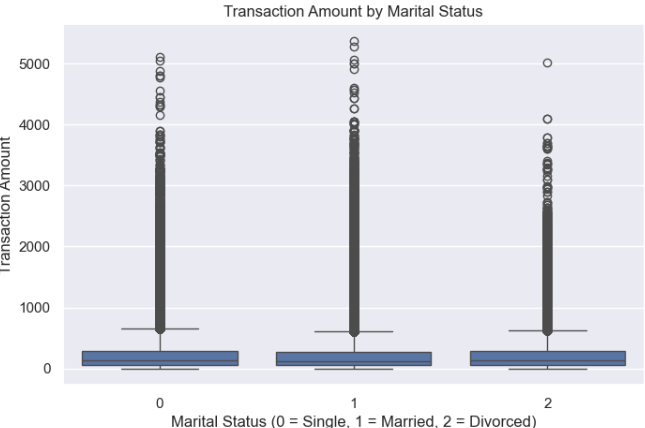 Transaction Amount by Marital Status
Transaction Amount
5000
4000
3000
2000
1000
0
0 1 2
Marital Status (0 = Single, 1 = Married, 2 = Divorced)